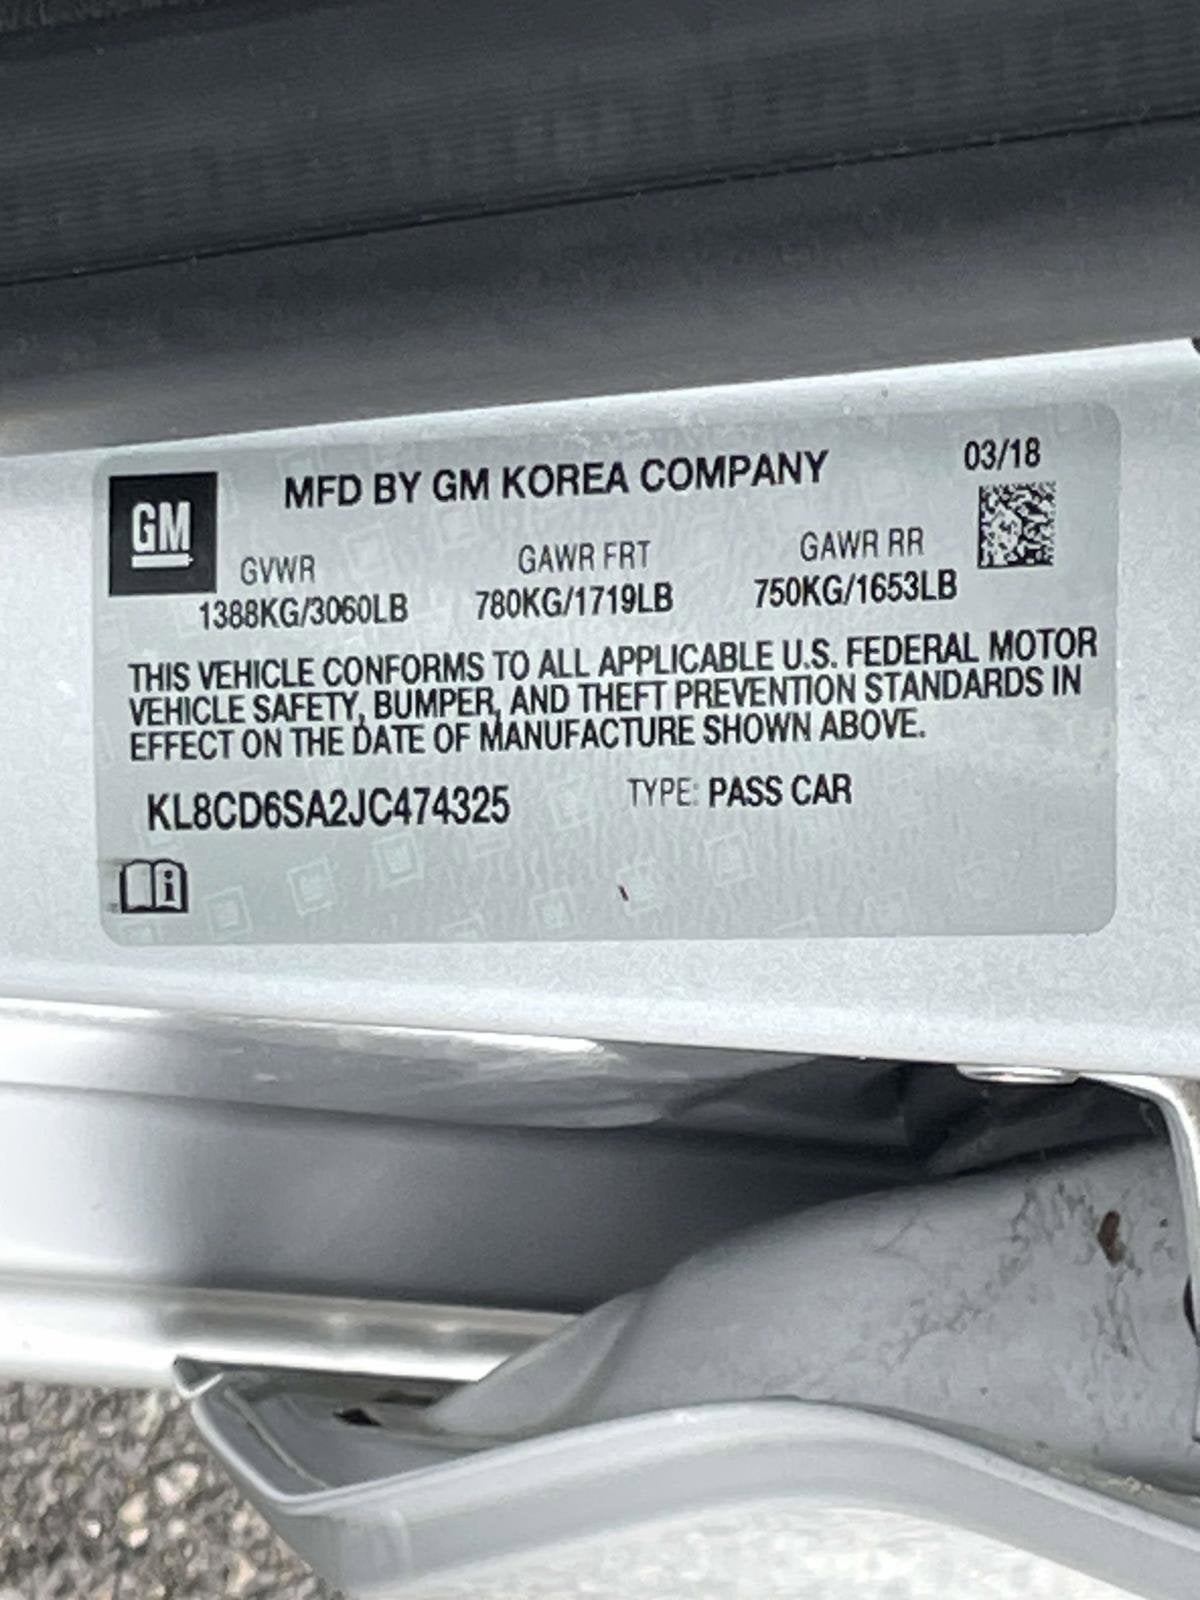 MFD BY GM KOREA COMPANY
03/18
GM
GVWR GAWR FRT GAWR RR
1388KG/3060LB 780KG/1719LB 750KG/1653LB
THIS VEHICLE CONFORMS TO ALL APPLICABLE U.S. FEDERAL MOTOR
VEHICLE SAFETY, BUMPER, AND THEFT PREVENTION STANDARDS IN
EFFECT ON THE DATE OF MANUFACTURE SHOWN ABOVE.
KL8CD6SA2JC474325 TYPE: PASS CAR
i